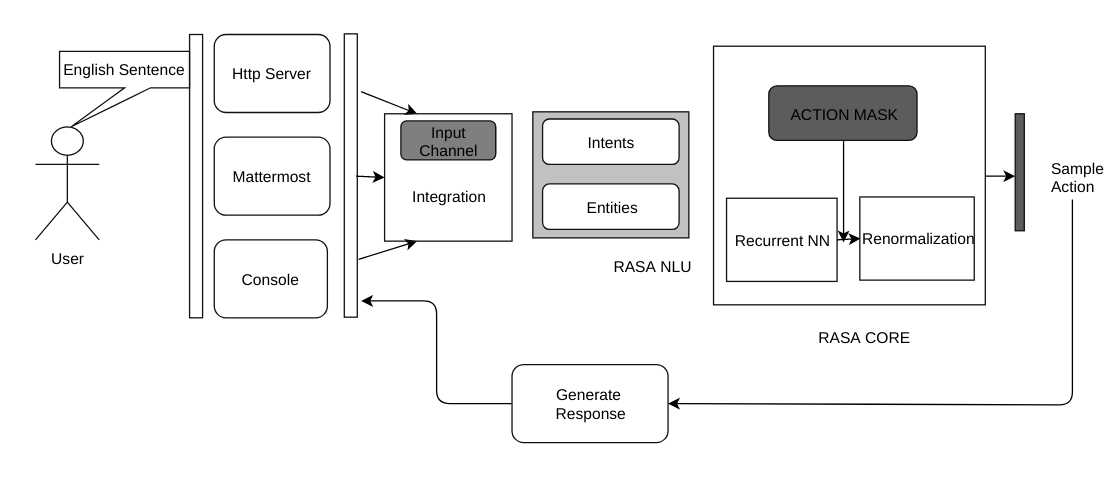 English Sentence
User
Http Server
Mattermost
Console
Input
Channel
Integration
Intents
Entities
RASA NLU
ACTION MASK
Recurrent NN
Renormalization
RASA CORE
Sample
Action
Generate
Response